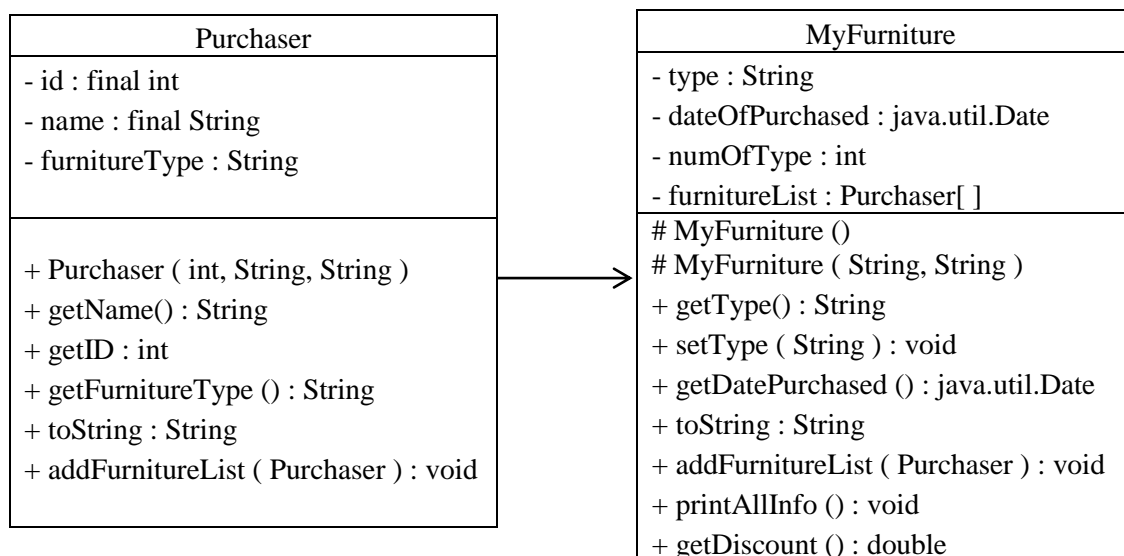 Purchaser
- id : final int
- name : final String
- furnitureType : String
+ Purchaser ( int, String, String )
+ getName() : String
+ getID : int
+ getFurnitureType () : String
+ toString : String
+ addFurnitureList ( Purchaser ) : void
MyFurniture
- type : String
- dateOfPurchased : java.util.Date
- numOfType : int
- furnitureList : Purchaser[ ]
# MyFurniture ()
# MyFurniture ( String, String )
+ getType() : String
+ setType ( String ) : void
+ getDatePurchased () : java.util.Date
+ toString : String
+ addFurnitureList ( Purchaser ) : void
+ printAllInfo () : void
+ getDiscount () : double